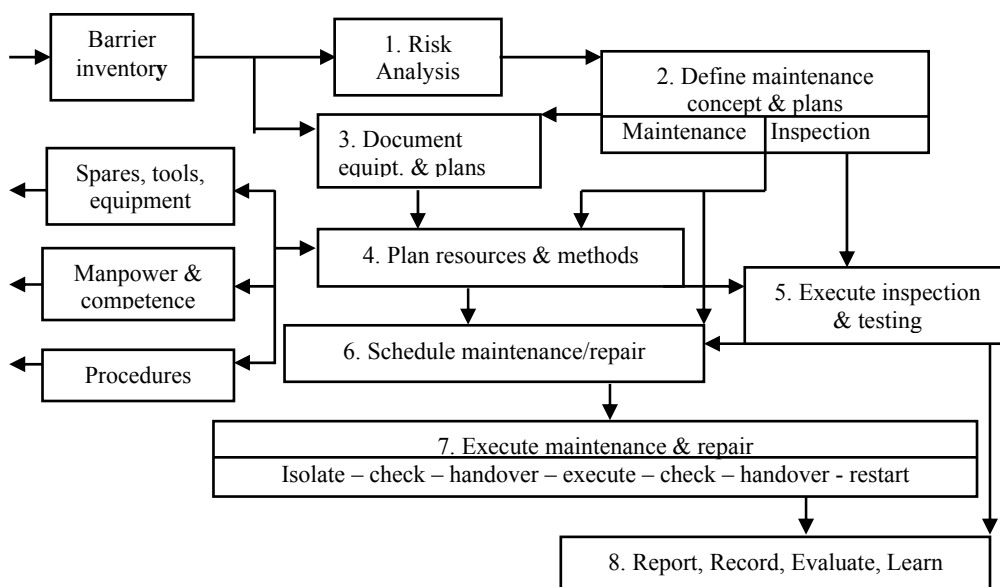 Barrier
inventory
1. Risk
Analysis
2. Define maintenance
concept & plans
Maintenance Inspection
3. Document
equipt. & plans
Spares, tools,
equipment
4. Plan resources & methods
Manpower &
competence
5. Execute inspection
& testing
6. Schedule maintenance/repair
Procedures
7. Execute maintenance & repair
Isolate – check – handover – execute – check – handover - restart
8. Report, Record, Evaluate, Learn